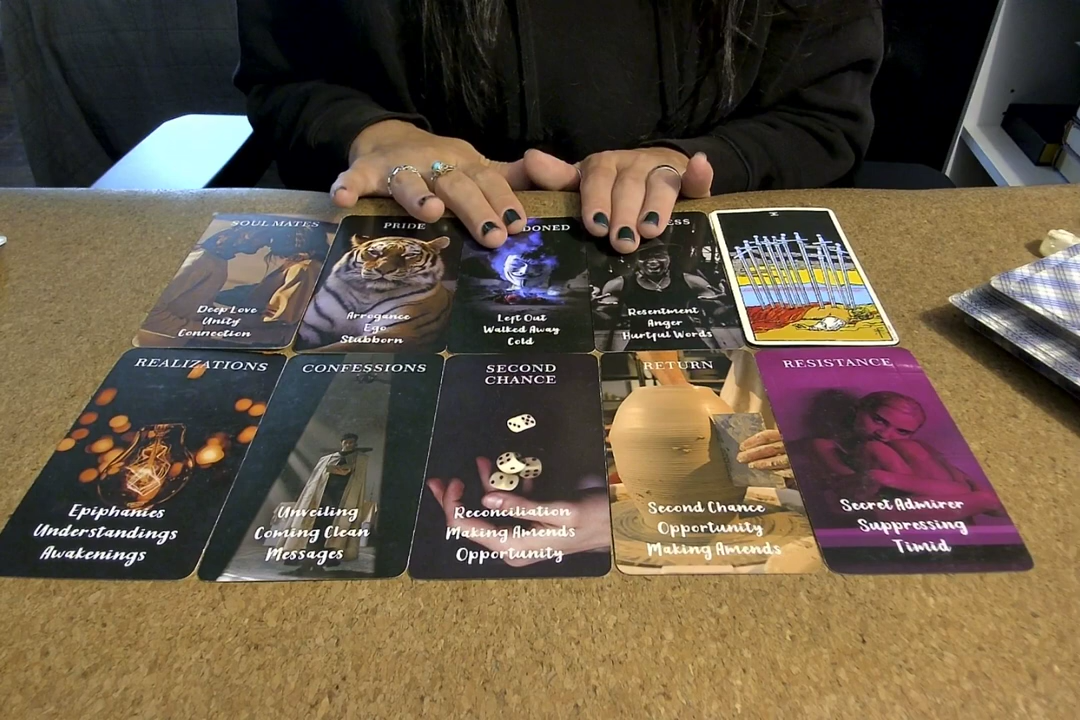 SOUL MATES
Deep Love
Unity
Connection
PRIDE
Arrogance
Ego
Stubborn
DONED
Left Out
Walked Away
Cold
ESS
Resentment
Anger
Hurtful Words
X
REALIZATIONS
Epiphanies
Understandings
Awakenings
CONFESSIONS
Unveiling
Coming Clean
Messages
SECOND
CHANCE
Reconciliation
Making Amends
Opportunity
RETURN
Second Chance
Opportunity
Making Amends
RESISTANCE
Secret Admirer
Suppressing
Timid